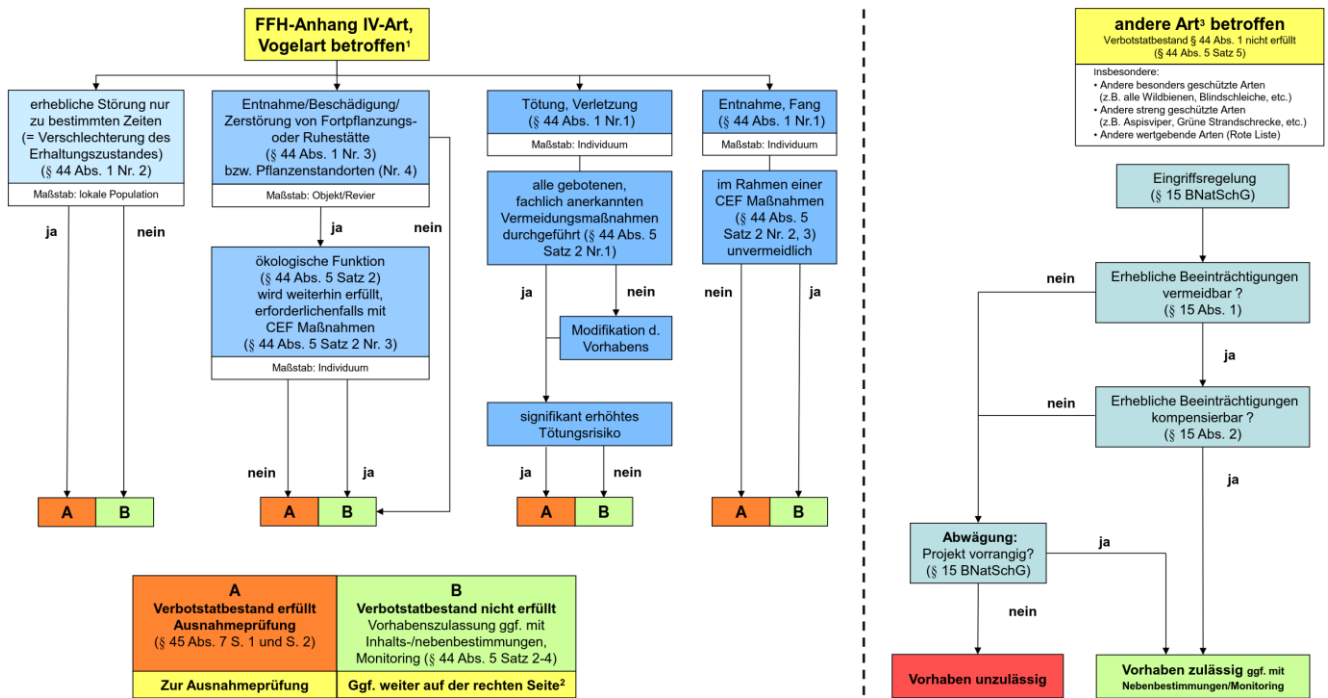 FFH-Anhang IV-Art,
Vogelart betroffen¹
erhebliche Störung nur
zu bestimmten Zeiten
(= Verschlechterung des
Erhaltungszustandes)
(§ 44 Abs. 1 Nr. 2)
Maßstab: lokale Population
ja
nein
A
B
Entnahme/Beschädigung/
Zerstörung von Fortpflanzungs-
oder Ruhestätte
(§ 44 Abs. 1 Nr. 3)
bzw. Pflanzenstandorten (Nr. 4)
Maßstab: Objekt/Revier
ja
nein
ökologische Funktion
(§ 44 Abs. 5 Satz 2)
wird weiterhin erfüllt,
erforderlichenfalls mit
CEF Maßnahmen
(§ 44 Abs. 5 Satz 2 Nr. 3)
Maßstab: Individuum
nein
ja
A
B
Tötung, Verletzung
(§ 44 Abs. 1 Nr.1)
Maßstab: Individuum
alle gebotenen,
fachlich anerkannten
Vermeidungsmaßnahmen
durchgeführt (§ 44 Abs. 5
Satz 2 Nr.1)
ja
nein
Modifikation d.
Vorhabens
signifikant erhöhtes
Tötungsrisiko
ja
nein
A
B
Entnahme, Fang
(§ 44 Abs. 1 Nr.1)
Maßstab: Individuum
im Rahmen einer
CEF Maßnahmen
(§ 44 Abs. 5
Satz 2 Nr. 2, 3)
unvermeidlich
nein
ja
A
B
A
Verbotstatbestand erfüllt
Ausnahmeprüfung
(§ 45 Abs. 7 S. 1 und S. 2)
Zur Ausnahmeprüfung
B
Verbotstatbestand nicht erfüllt
Vorhabenszulassung ggf. mit
Inhalts-/nebenbestimmungen,
Monitoring (§ 44 Abs. 5 Satz 2-4)
Ggf. weiter auf der rechten Seite²
andere Art³ betroffen
Verbotstatbestand § 44 Abs. 1 nicht erfüllt
(§ 44 Abs. 5 Satz 5)
insbesondere:
• Andere besonders geschützte Arten
(z.B. alle Wildbienen, Blindschleiche, etc.)
• Andere streng geschützte Arten
(z.B. Aspisviper, Grüne Strandschrecke, etc.)
• Andere wertgebende Arten (Rote Liste)
Eingriffsregelung
(§ 15 BNatSchG)
nein
Erhebliche Beeinträchtigungen
vermeidbar ?
(§ 15 Abs. 1)
ja
nein
Erhebliche Beeinträchtigungen
kompensierbar ?
(§ 15 Abs. 2)
ja
Abwägung:
Projekt vorrangig?
(§ 15 BNatSchG)
ja
nein
Vorhaben unzulässig
Vorhaben zulässig ggf. mit
Nebenbestimmungen/Monitoring